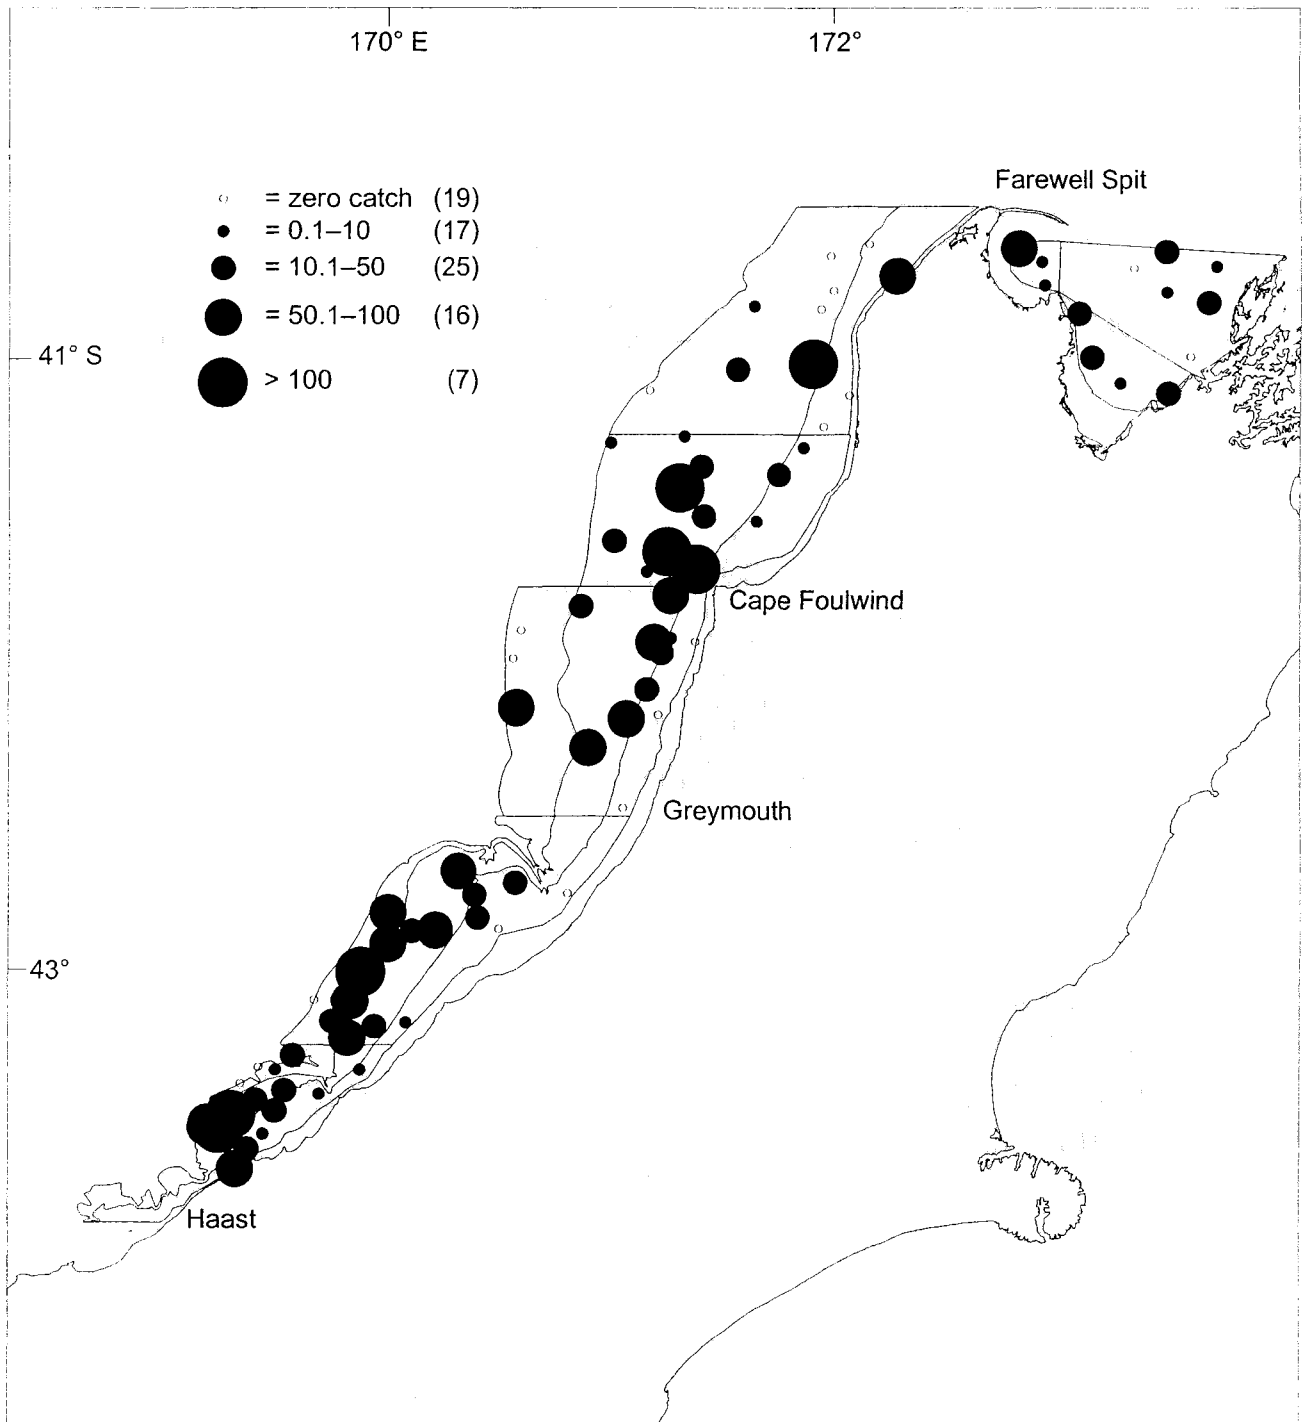 170° E 172°
Farewell Spit
= zero catch (19)
= 0.1–10 (17)
= 10.1–50 (25)
= 50.1–100 (16)
41° S
> 100 (7)
Cape Foulwind
Greymouth
43°
Haast